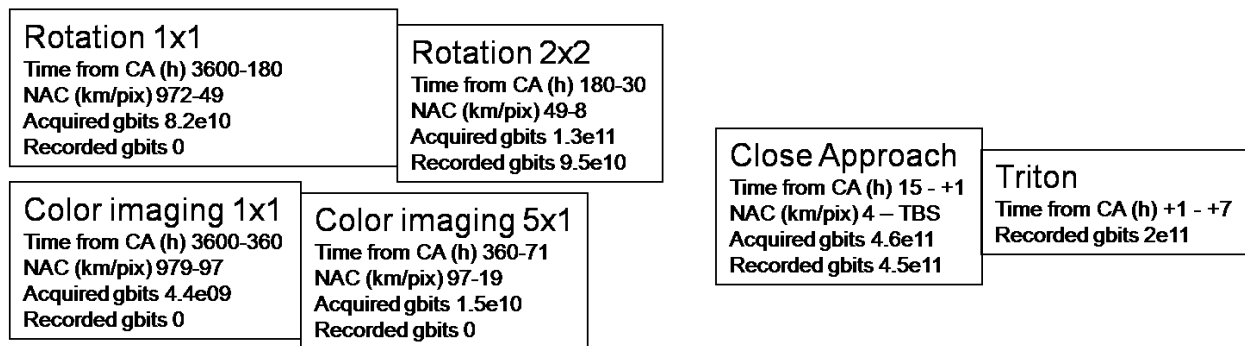 Rotation 1x1
Time from CA (h) 3600-180
NAC (km/pix) 972-49
Acquired gbits 8.2e10
Recorded gbits 0
Rotation 2x2
Time from CA (h) 180-30
NAC (km/pix) 49-8
Acquired gbits 1.3e11
Recorded gbits 9.5e10
Color imaging 1x1
Time from CA (h) 3600-360
NAC (km/pix) 979-97
Acquired gbits 4.4e09
Recorded gbits 0
Color imaging 5x1
Time from CA (h) 360-71
NAC (km/pix) 97-19
Acquired gbits 1.5e10
Recorded gbits 0
Close Approach
Time from CA (h) 15 - +1
NAC (km/pix) 4 – TBS
Acquired gbits 4.6e11
Recorded gbits 4.5e11
Triton
Time from CA (h) +1 - +7
Recorded gbits 2e11